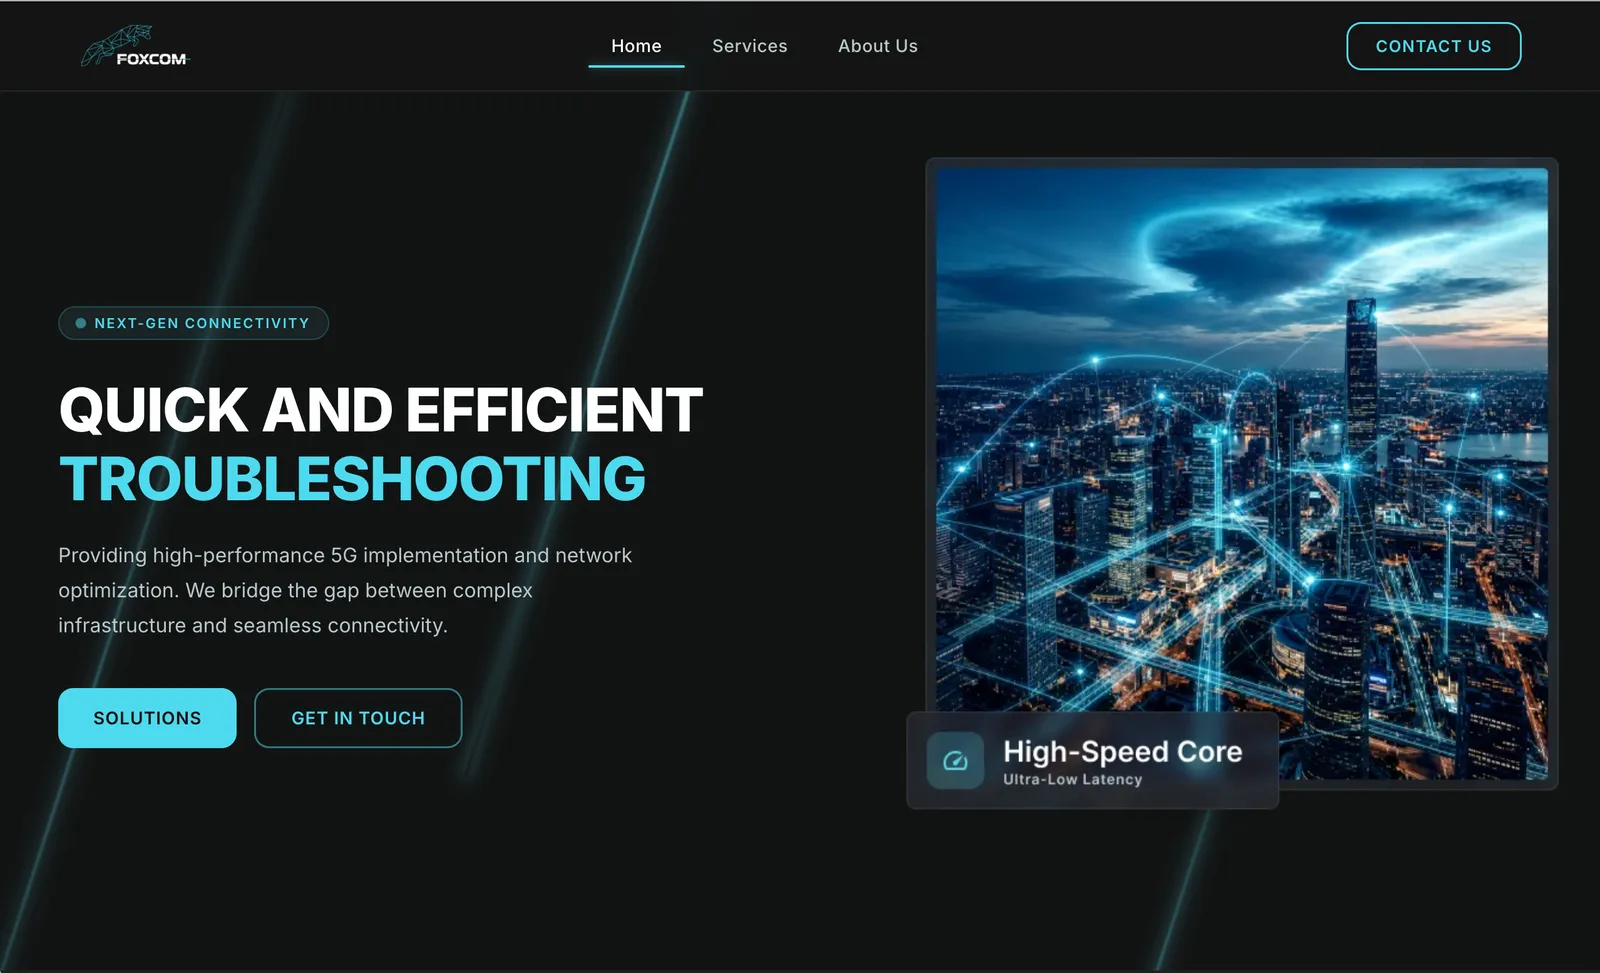 FOXCOM
Home
Services
About Us
CONTACT US
NEXT-GEN CONNECTIVITY
QUICK AND EFFICIENT
TROUBLESHOOTING
Providing high-performance 5G implementation and network
optimization. We bridge the gap between complex
infrastructure and seamless connectivity.
SOLUTIONS
GET IN TOUCH
High-Speed Core
Ultra-Low Latency